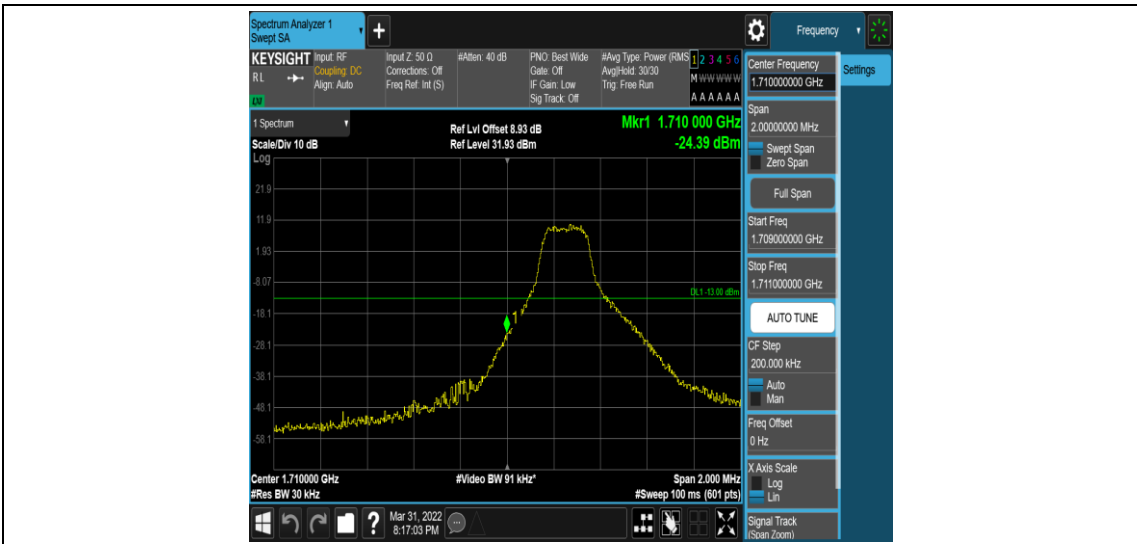 Spectrum Analyzer 1
Swept SA
+
Frequency
KEYSIGHT
RL
LXI
Input: RF
Coupling: DC
Align: Auto
Input Z: 50 Ω
Corrections: Off
Freq Ref: Int (S)
#Atten: 40 dB
PNO: Best Wide
Gate: Off
IF Gain: Low
Sig Track: Off
#Avg Type: Power (RMS
Avg|Hold: 30/30
Trig: Free Run
1 2 3 4 5 6
M W W W W W
A A A A A A
1 Spectrum
Scale/Div 10 dB
Log
Ref Lvl Offset 8.93 dB
Ref Level 31.93 dBm
Mkr1 1.710 000 GHz
-24.39 dBm
21.9
11.9
1.93
-8.07
-18.1
-28.1
-38.1
-48.1
-58.1
DL1 -13.00 dBm
1
Center 1.710000 GHz
#Res BW 30 kHz
#Video BW 91 kHz*
Span 2.000 MHz
#Sweep 100 ms (601 pts)
Mar 31, 2022
8:17:03 PM
?
Center Frequency
1.710000000 GHz
Settings
Span
2.00000000 MHz
Swept Span
Zero Span
Full Span
Start Freq
1.709000000 GHz
Stop Freq
1.711000000 GHz
AUTO TUNE
CF Step
200.000 kHz
Auto
Man
Freq Offset
0 Hz
X Axis Scale
Log
Lin
Signal Track
(Span Zoom)